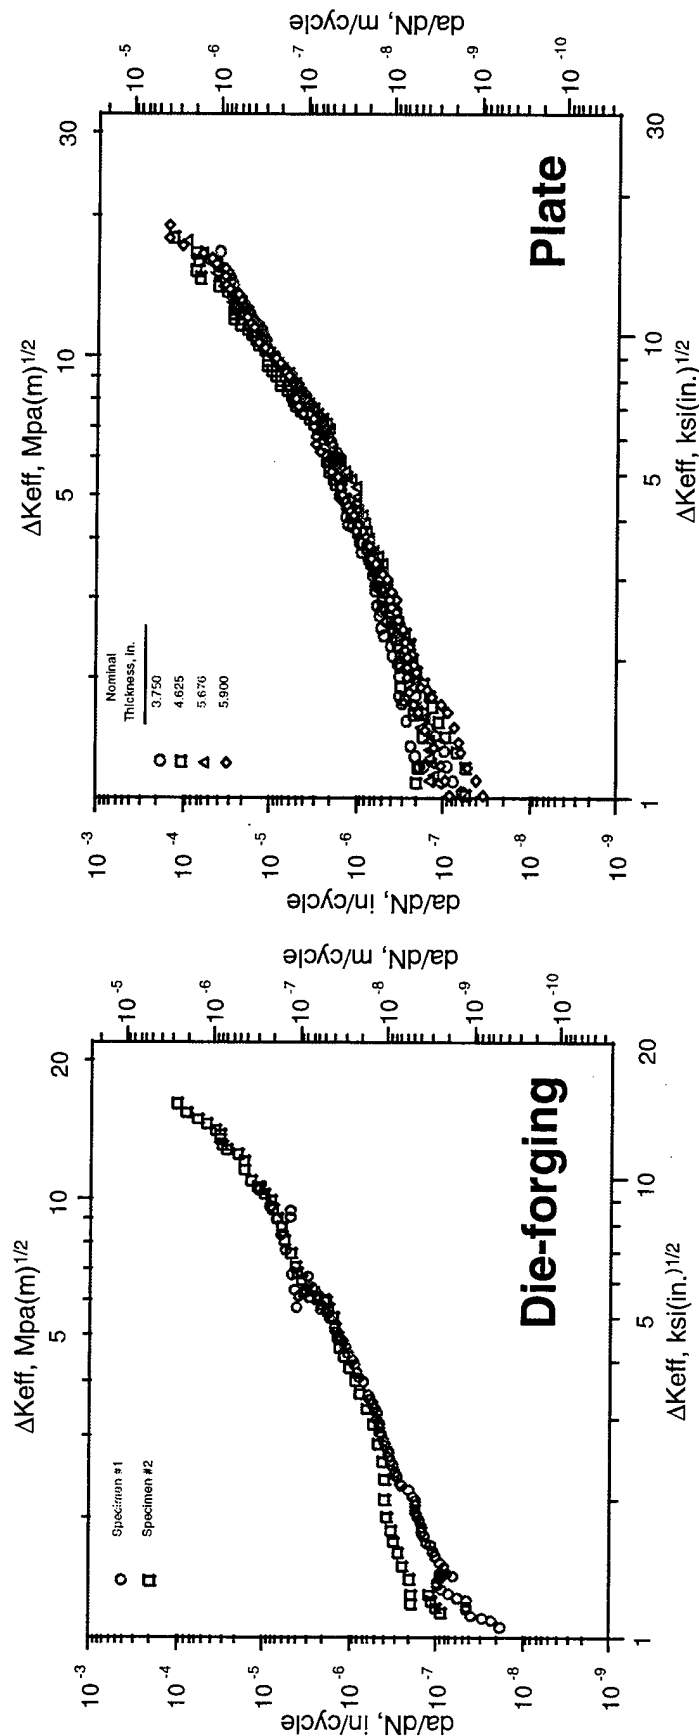 ΔKeff, Mpa(m)1/2
5 10 20
10-3
10-4
10-5
10-6
10-7
10-8
10-9
da/dN, in/cycle
Specimen #1
Specimen #2
Die-forging
10-5
10-6
10-7
10-8
10-9
10-10
da/dN, m/cycle
1 5 10 20
ΔKeff, ksi(in.)1/2
ΔKeff, Mpa(m)1/2
5 10 30
10-3
10-4
10-5
10-6
10-7
10-8
10-9
da/dN, in/cycle
Nominal
Thickness, in.
3.750
4.625
5.676
5.900
Plate
10-5
10-6
10-7
10-8
10-9
10-10
da/dN, m/cycle
1 5 10 30
ΔKeff, ksi(in.)1/2